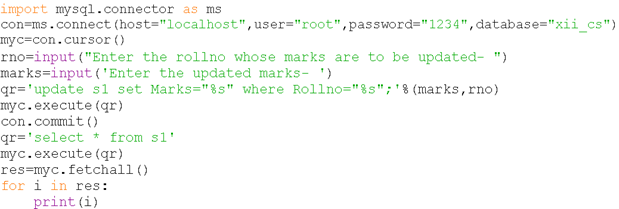 import mysql.connector as ms
con=ms.connect(host="localhost",user="root",password="1234",database="xii_cs")
myc=con.cursor()
rno=input("Enter the rollno whose marks are to be updated- ")
marks=input('Enter the updated marks- ')
qr='update s1 set Marks="%s" where Rollno="%s";'%(marks,rno)
myc.execute(qr)
con.commit()
qr='select * from s1'
myc.execute(qr)
res=myc.fetchall()
for i in res:
    print(i)